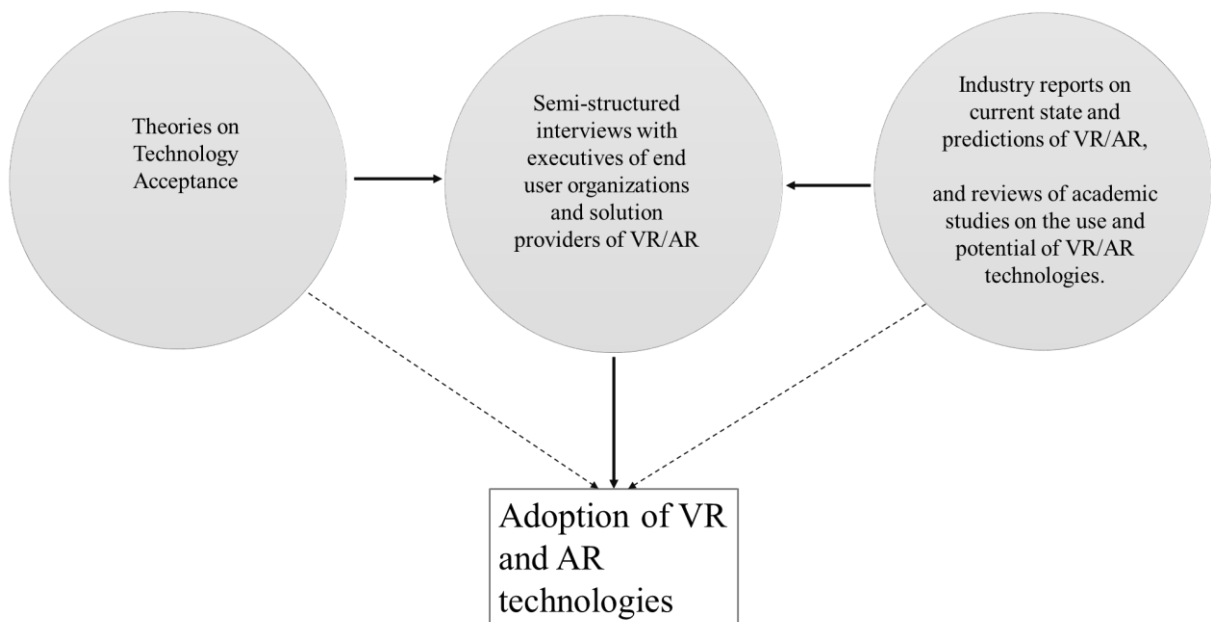 Theories on
Technology
Acceptance
Semi-structured
interviews with
executives of end
user organizations
and solution
providers of VR/AR
Industry reports on
current state and
predictions of VR/AR,
and reviews of academic
studies on the use and
potential of VR/AR
technologies.
Adoption of VR
and AR
technologies